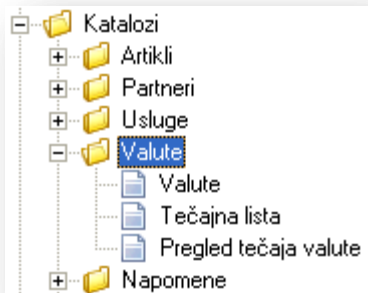 Katalozi
Artikli
Partneri
Usluge
Valute
Valute
Tečajna lista
Pregled tečaja valute
Napomene